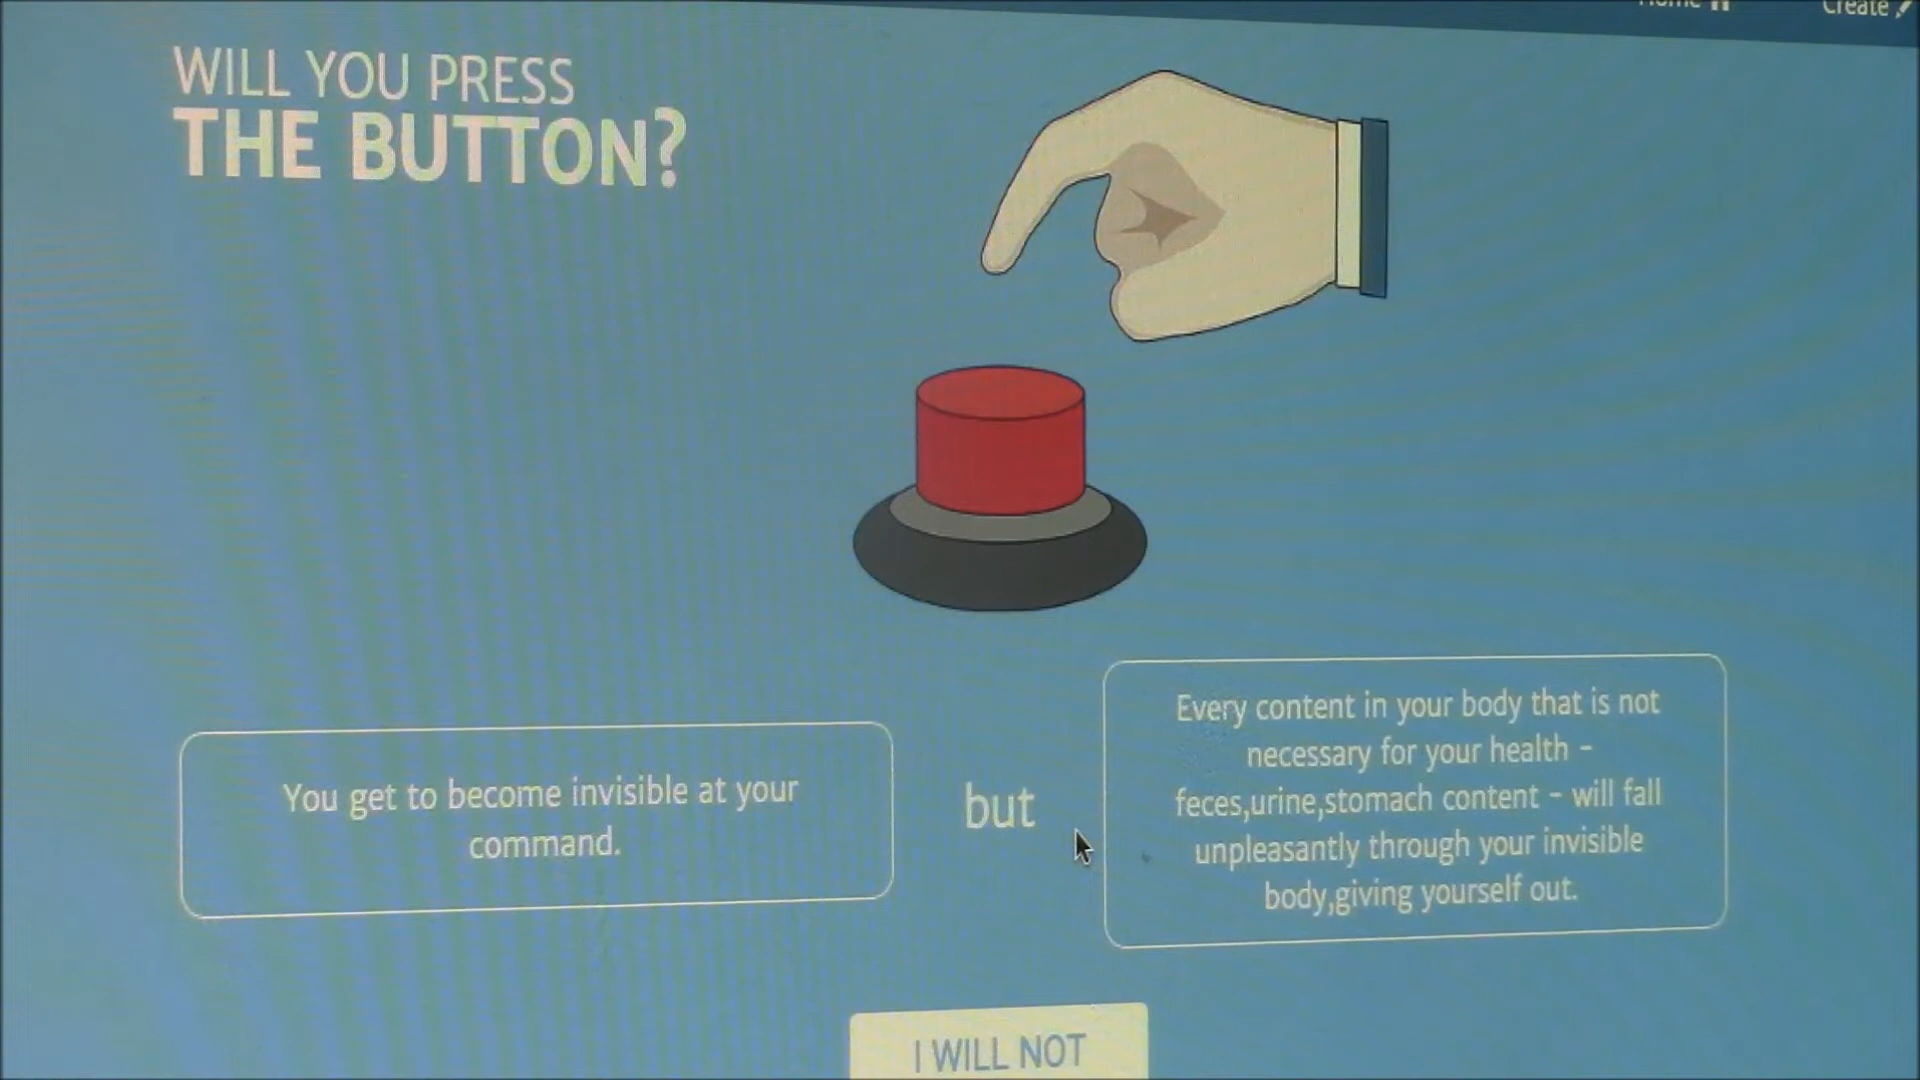 Home
Create
WILL YOU PRESS
THE BUTTON?
You get to become invisible at your
command.
but
Every content in your body that is not
necessary for your health -
feces,urine,stomach content - will fall
unpleasantly through your invisible
body,giving yourself out.
I WILL NOT